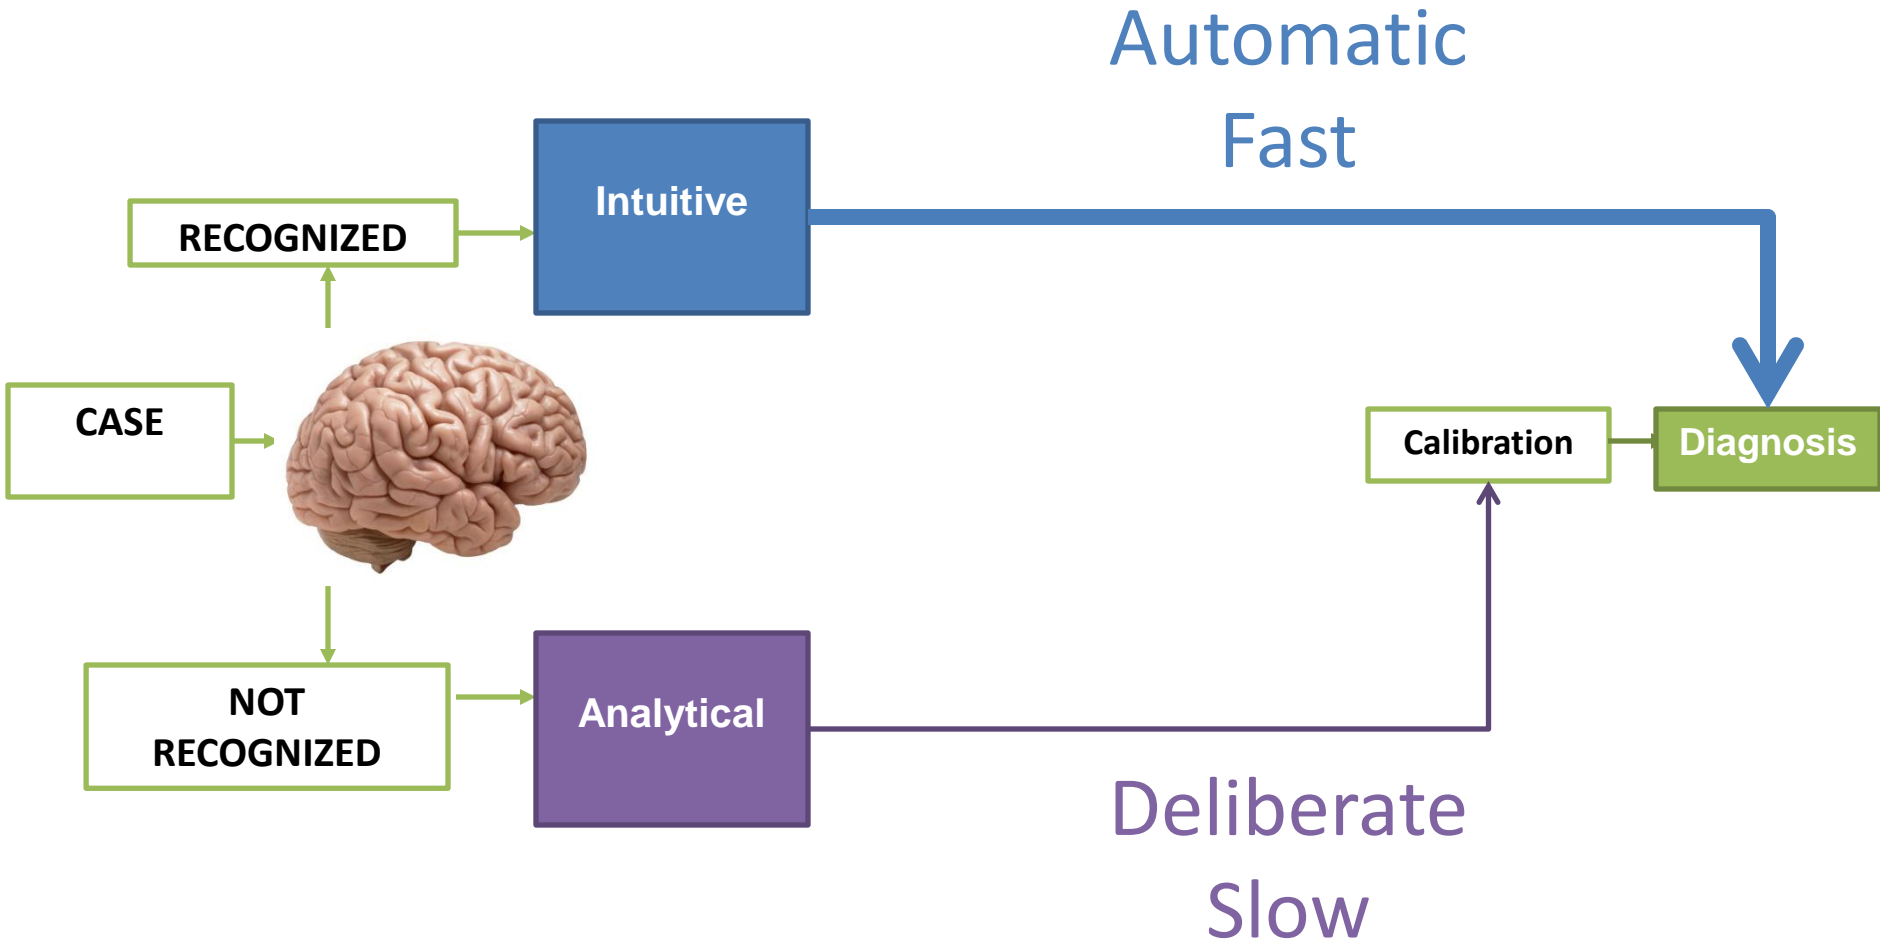 Automatic
Fast
Intuitive
RECOGNIZED
CASE
Calibration
Diagnosis
NOT
RECOGNIZED
Analytical
Deliberate
Slow